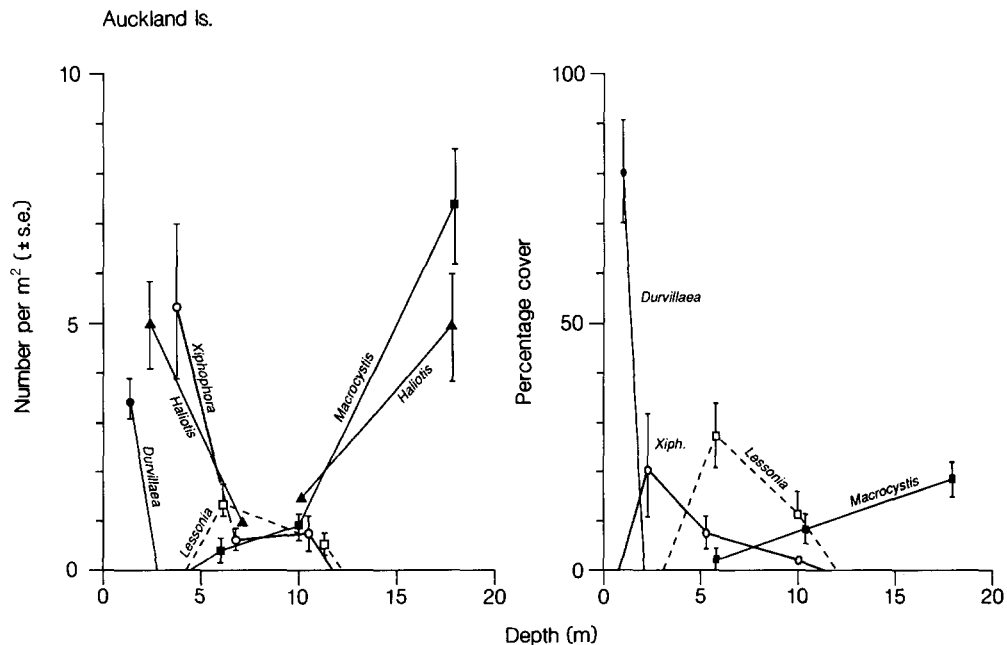 Auckland Is.
10
5
0
Number per m² (± s.e.)
Durvillaea
Haliotis
Xiphophora
Lessonia
Macrocystis
Haliotis
0
5
10
15
20
100
50
0
Percentage cover
Durvillaea
Xiph.
Lessonia
Macrocystis
0
5
10
15
20
Depth (m)